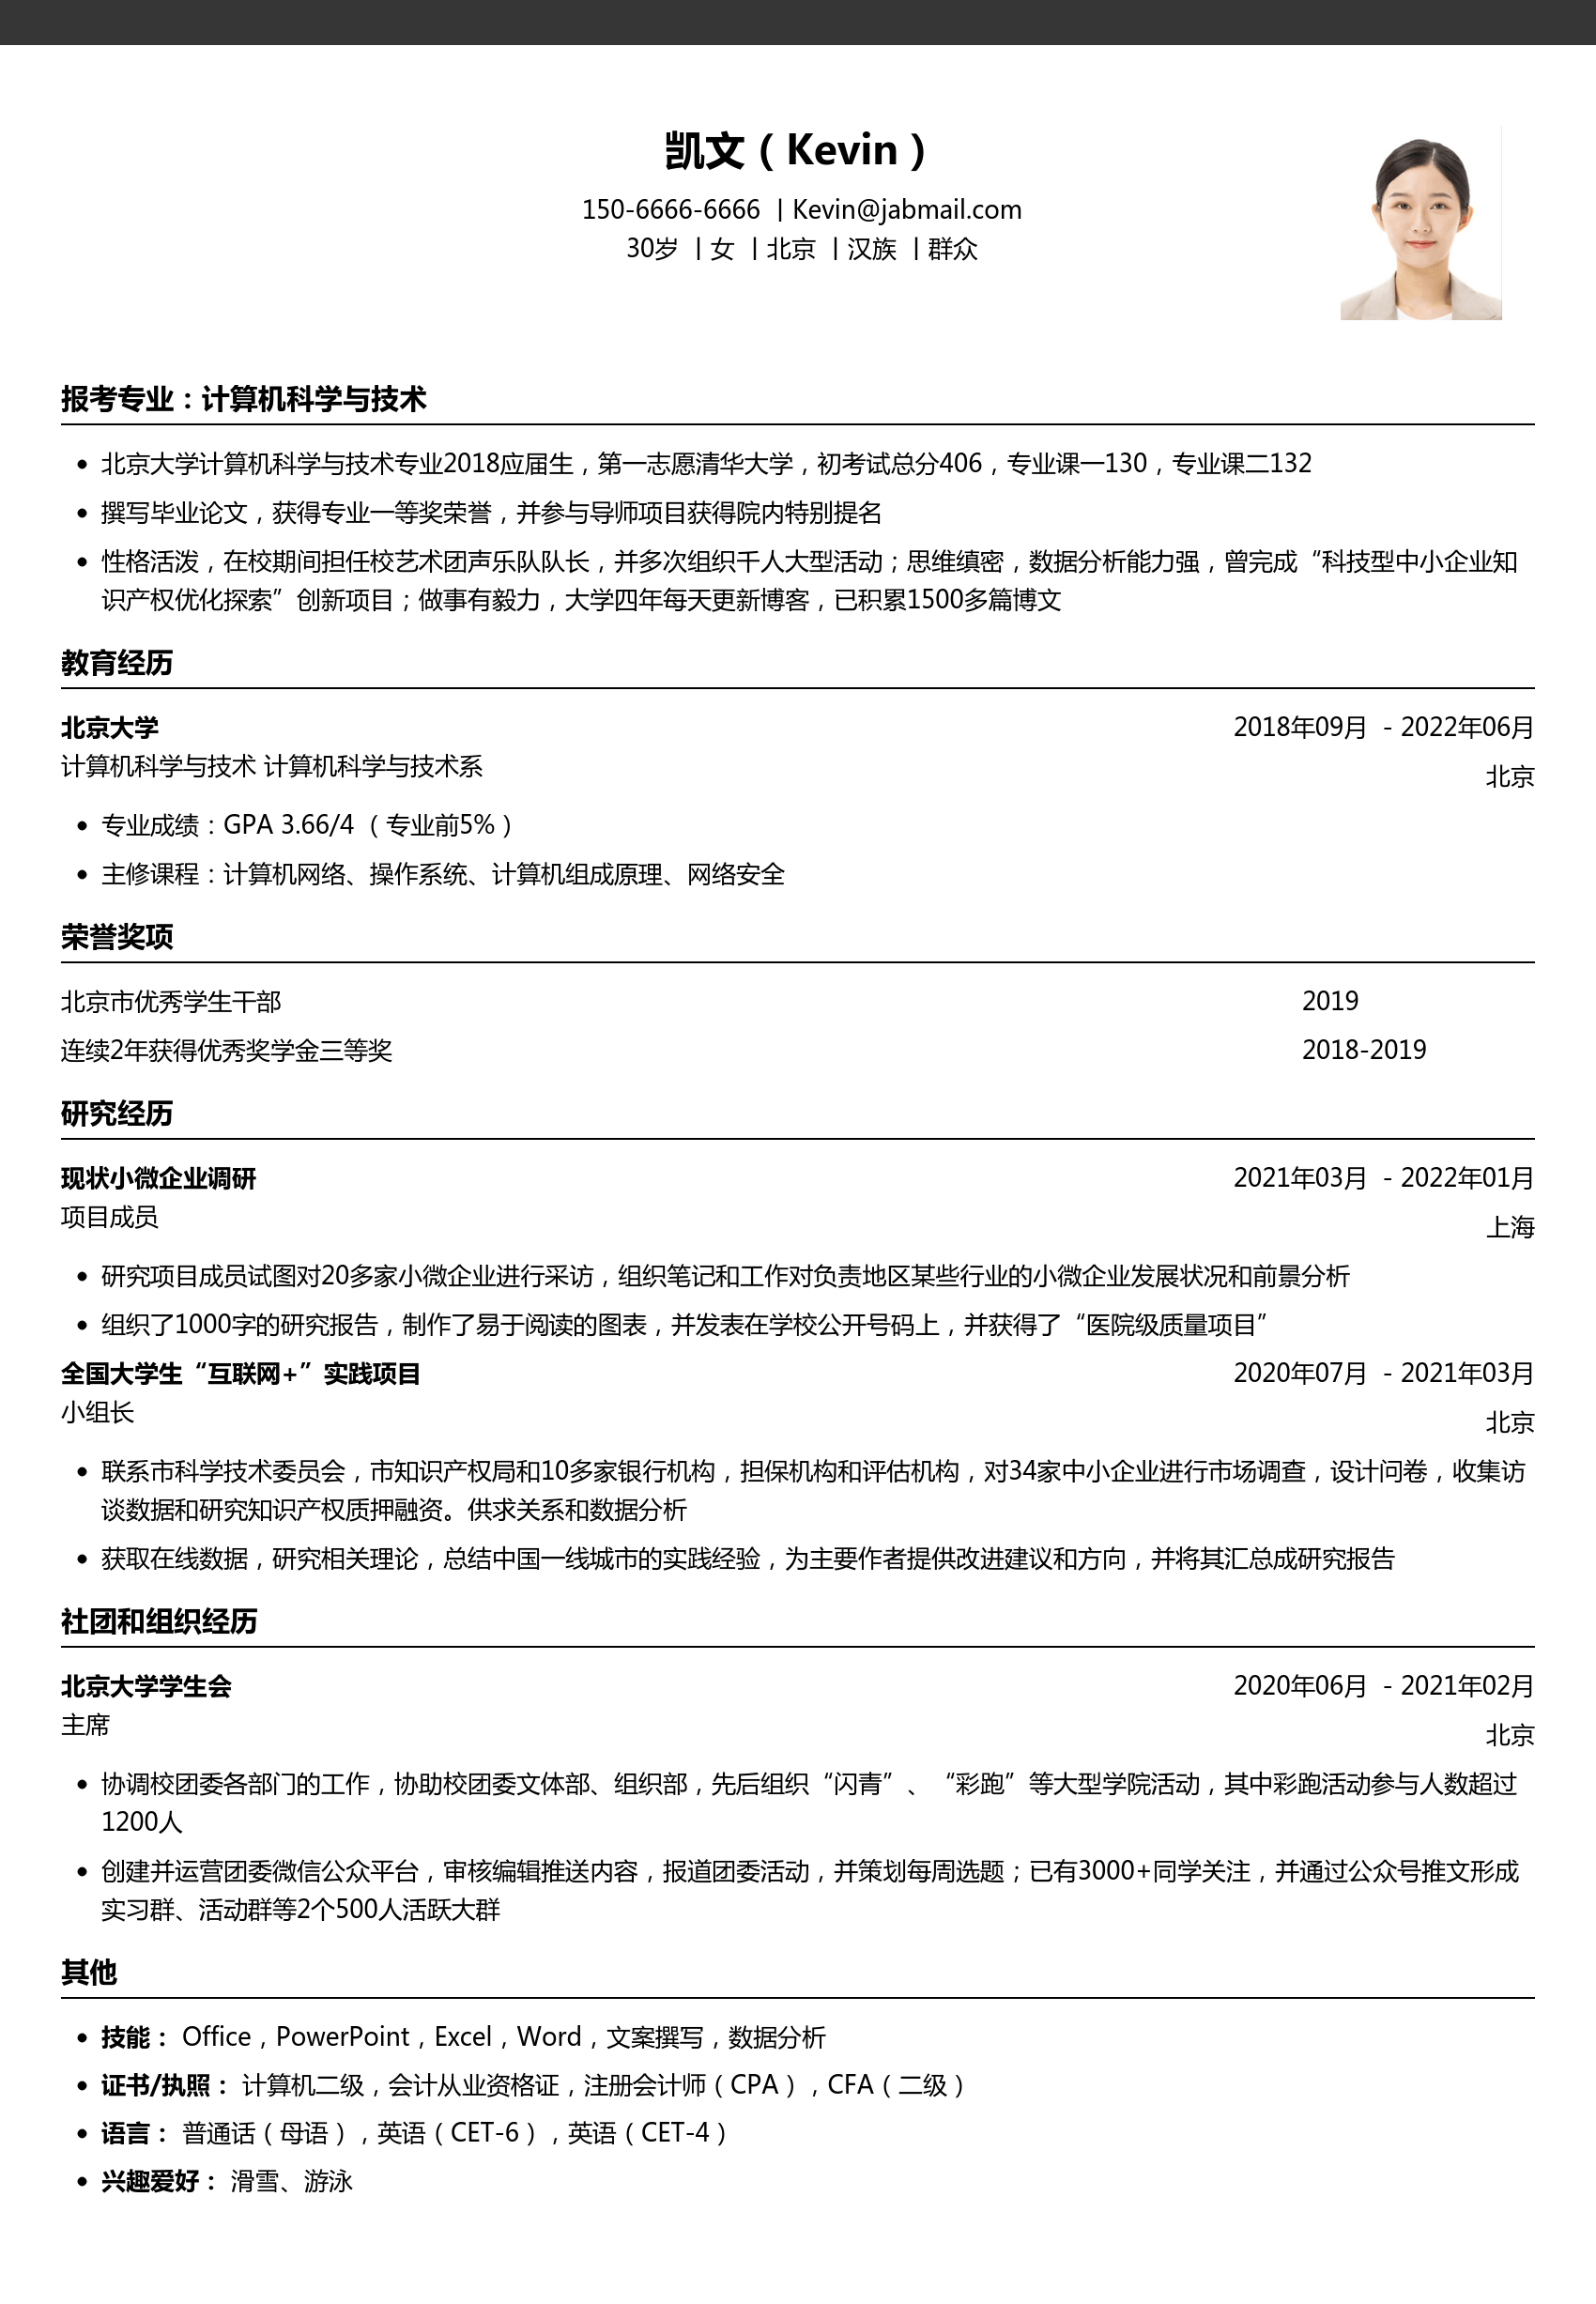 凯文（Kevin）
150-6666-6666 丨Kevin@jabmail.com
30岁 丨女 丨北京 丨汉族 丨群众
报考专业：计算机科学与技术
• 北京大学计算机科学与技术专业2018应届生，第一志愿清华大学，初考试总分406，专业课一130，专业课二132
• 撰写毕业论文，获得专业一等奖荣誉，并参与导师项目获得院内特别提名
• 性格活泼，在校期间担任校艺术团声乐队队长，并多次组织千人大型活动；思维缜密，数据分析能力强，曾完成“科技型中小企业知
识产权优化探索”创新项目；做事有毅力，大学四年每天更新博客，已积累1500多篇博文
教育经历
北京大学 2018年09月 - 2022年06月
计算机科学与技术 计算机科学与技术系 北京
• 专业成绩：GPA 3.66/4 （专业前5%）
• 主修课程：计算机网络、操作系统、计算机组成原理、网络安全
荣誉奖项
北京市优秀学生干部 2019
连续2年获得优秀奖学金三等奖 2018-2019
研究经历
现状小微企业调研 2021年03月 - 2022年01月
项目成员 上海
• 研究项目成员试图对20多家小微企业进行采访，组织笔记和工作对负责地区某些行业的小微企业发展状况和前景分析
• 组织了1000字的研究报告，制作了易于阅读的图表，并发表在学校公开号码上，并获得了“医院级质量项目”
全国大学生“互联网+”实践项目 2020年07月 - 2021年03月
小组长 北京
• 联系市科学技术委员会，市知识产权局和10多家银行机构，担保机构和评估机构，对34家中小企业进行市场调查，设计问卷，收集访
谈数据和研究知识产权质押融资。供求关系和数据分析
• 获取在线数据，研究相关理论，总结中国一线城市的实践经验，为主要作者提供改进建议和方向，并将其汇总成研究报告
社团和组织经历
北京大学学生会 2020年06月 - 2021年02月
主席 北京
• 协调校团委各部门的工作，协助校团委文体部、组织部，先后组织“闪青”、“彩跑”等大型学院活动，其中彩跑活动参与人数超过
1200人
• 创建并运营团委微信公众平台，审核编辑推送内容，报道团委活动，并策划每周选题；已有3000+同学关注，并通过公众号推文形成
实习群、活动群等2个500人活跃大群
其他
• 技能： Office，PowerPoint，Excel，Word，文案撰写，数据分析
• 证书/执照： 计算机二级，会计从业资格证，注册会计师（CPA），CFA（二级）
• 语言： 普通话（母语），英语（CET-6），英语（CET-4）
• 兴趣爱好： 滑雪、游泳